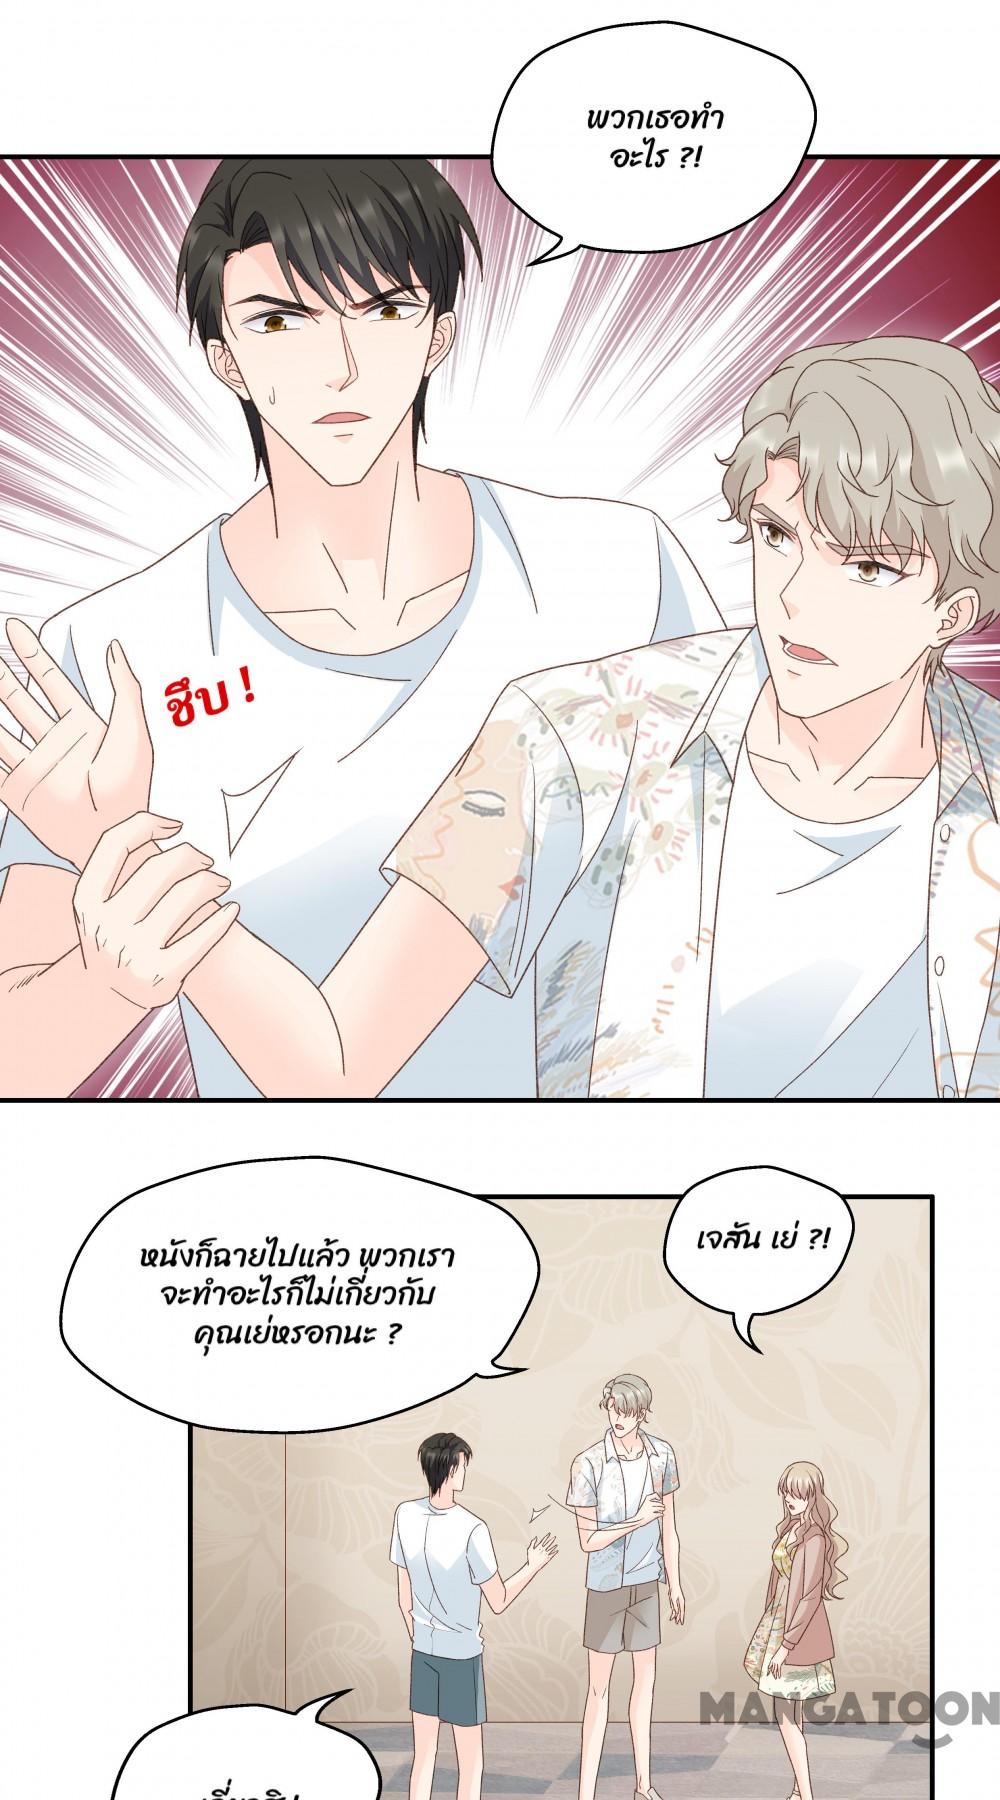 พวกเธอทำ
อะไร ?!
ชึบ !
หนังก็ฉายไปแล้ว พวกเรา
จะทำอะไรก็ไม่เกี่ยวกับ
คุณเย่หรอกนะ ?
เจสัน เย่ ?!
MANGATOON